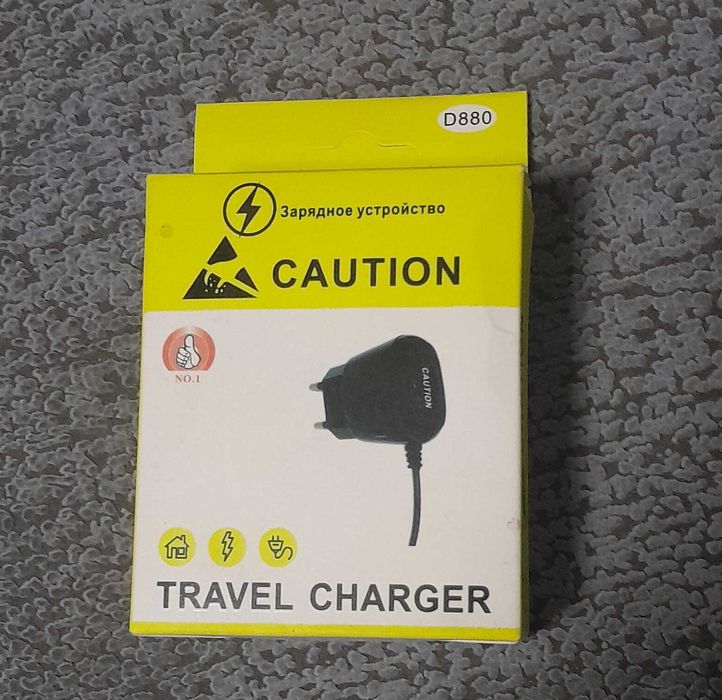 D880
Зарядное устройство
CAUTION
NO.1
CAUTION
TRAVEL CHARGER